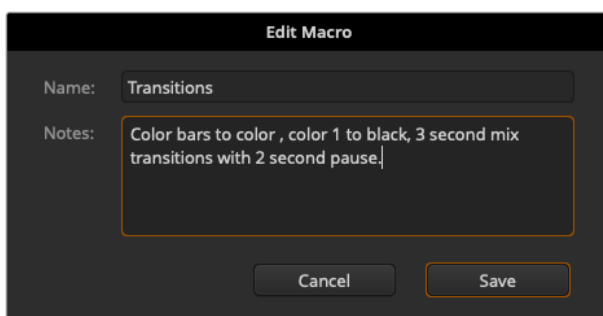 Edit Macro
Name: Transitions
Notes: Color bars to color , color 1 to black, 3 second mix
transitions with 2 second pause.
Cancel Save